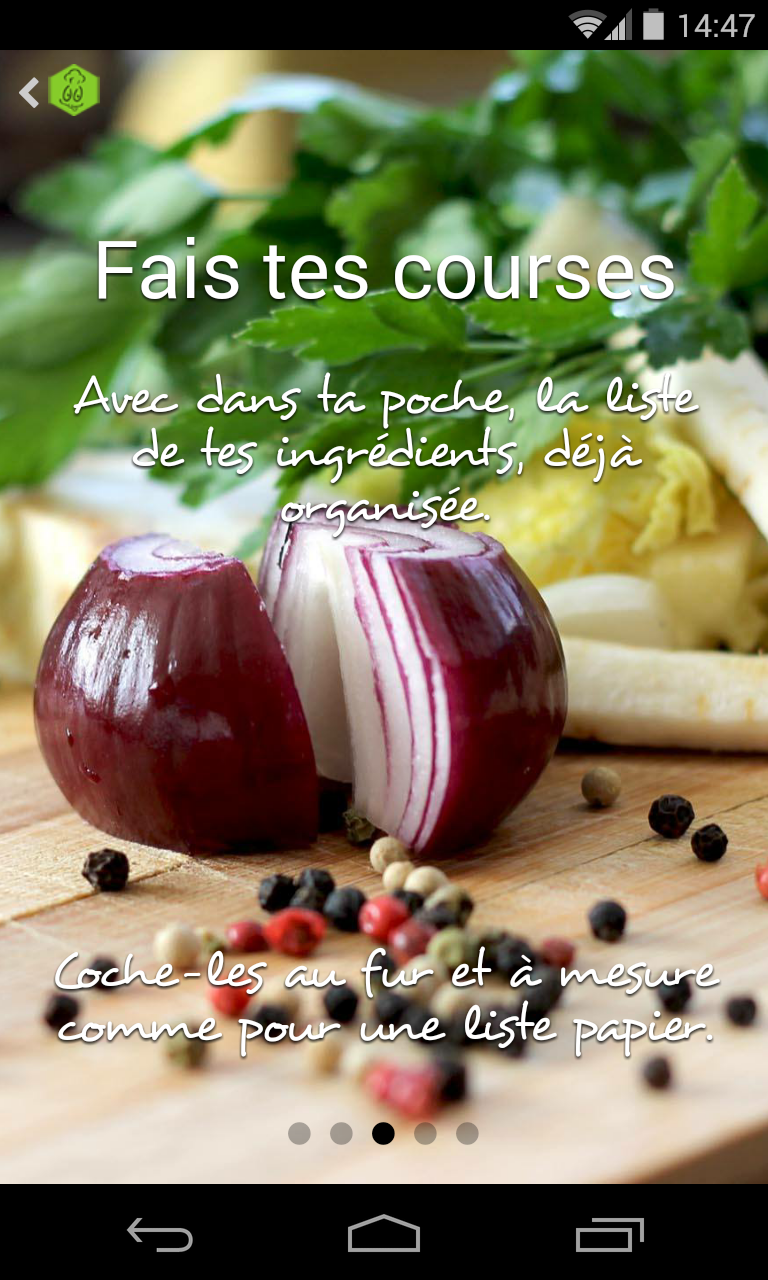 14:47
Fais tes courses
Avec dans ta poche, la liste
de tes ingrédients, déjà
organisée.
Coche-les au fur et à mesure
comme pour une liste papier.